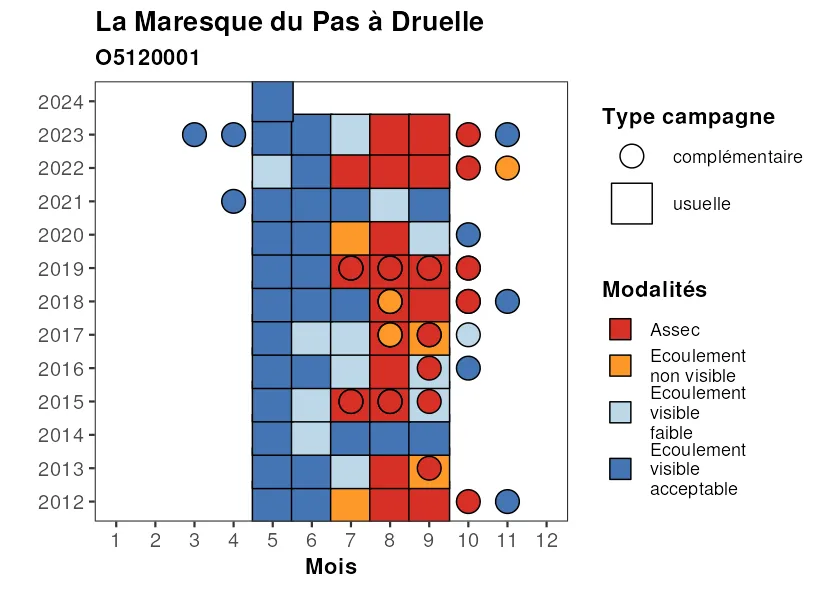 La Maresque du Pas à Druelle
O5120001
2024
2023
2022
2021
2020
2019
2018
2017
2016
2015
2014
2013
2012
1 2 3 4 5 6 7 8 9 10 11 12
Mois
Type campagne
complémentaire
usuelle
Modalités
Assec
Ecoulement
non visible
Ecoulement
visible
faible
Ecoulement
visible
acceptable